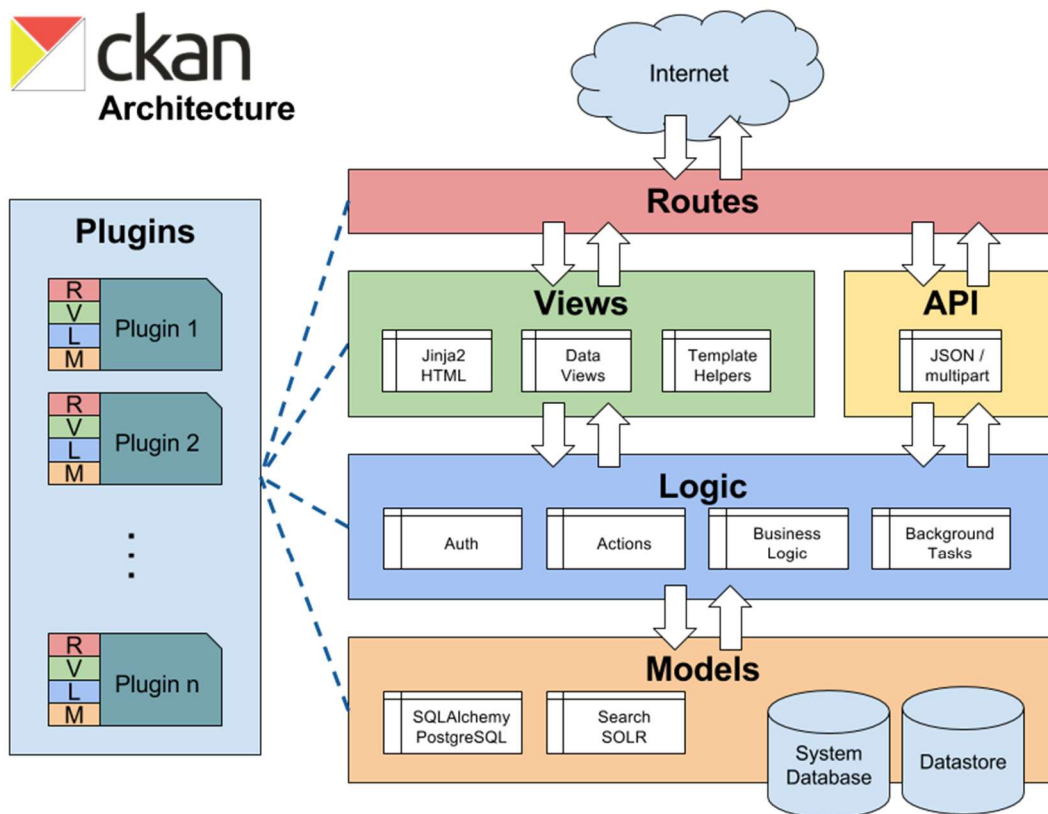 ckan
Architecture
Internet
Routes
Plugins
R
V
L
M
Plugin 1
R
V
L
M
Plugin 2
R
V
L
M
Plugin n
Views
Jinja2
HTML
Data
Views
Template
Helpers
API
JSON /
multipart
Logic
Auth
Actions
Business
Logic
Background
Tasks
Models
SQLAlchemy
PostgreSQL
Search
SOLR
System
Database
Datastore